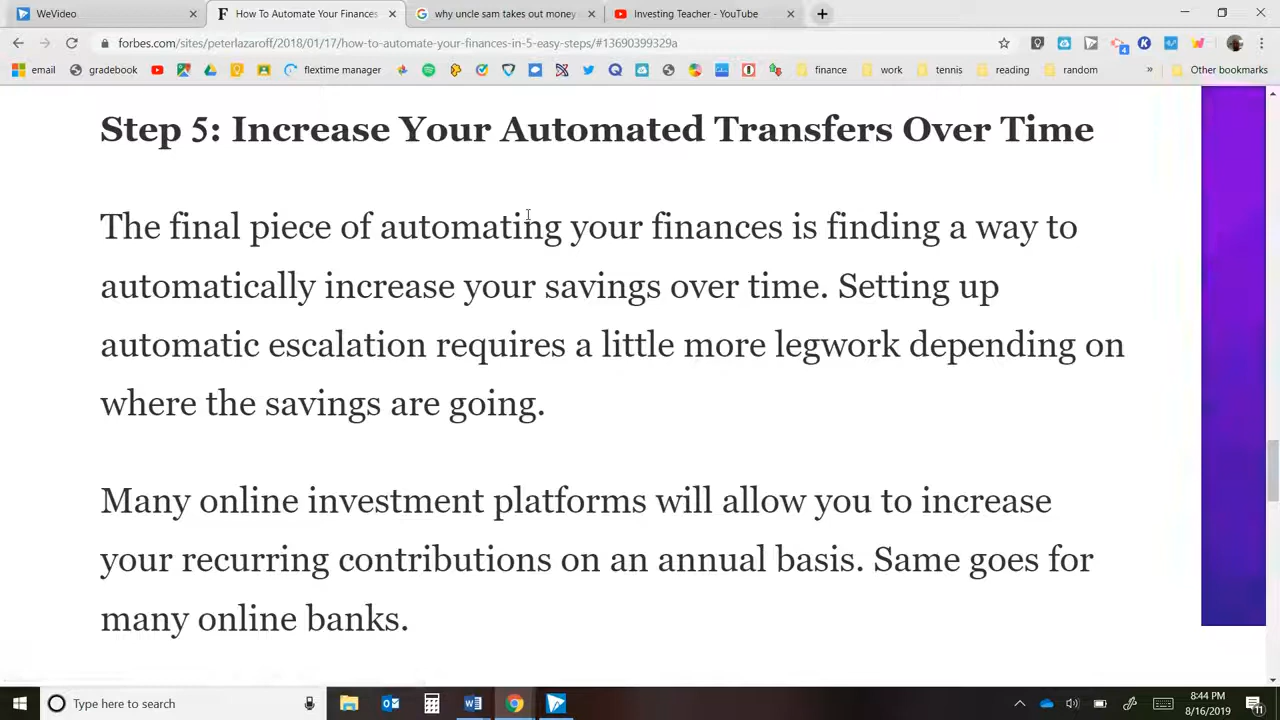 WeVideo
How To Automate Your Finances
why uncle sam takes out money
Investing Teacher - YouTube
forbes.com/sites/peterlazaroff/2018/01/17/how-to-automate-your-finances-in-5-easy-steps/#13690399329a
email
gradebook
flextime manager
finance
work
tennis
reading
random
»
Other bookmarks
Step 5: Increase Your Automated Transfers Over Time
The final piece of automating your finances is finding a way to
automatically increase your savings over time. Setting up
automatic escalation requires a little more legwork depending on
where the savings are going.
Many online investment platforms will allow you to increase
your recurring contributions on an annual basis. Same goes for
many online banks.
Type here to search
8:44 PM
8/16/2019
11